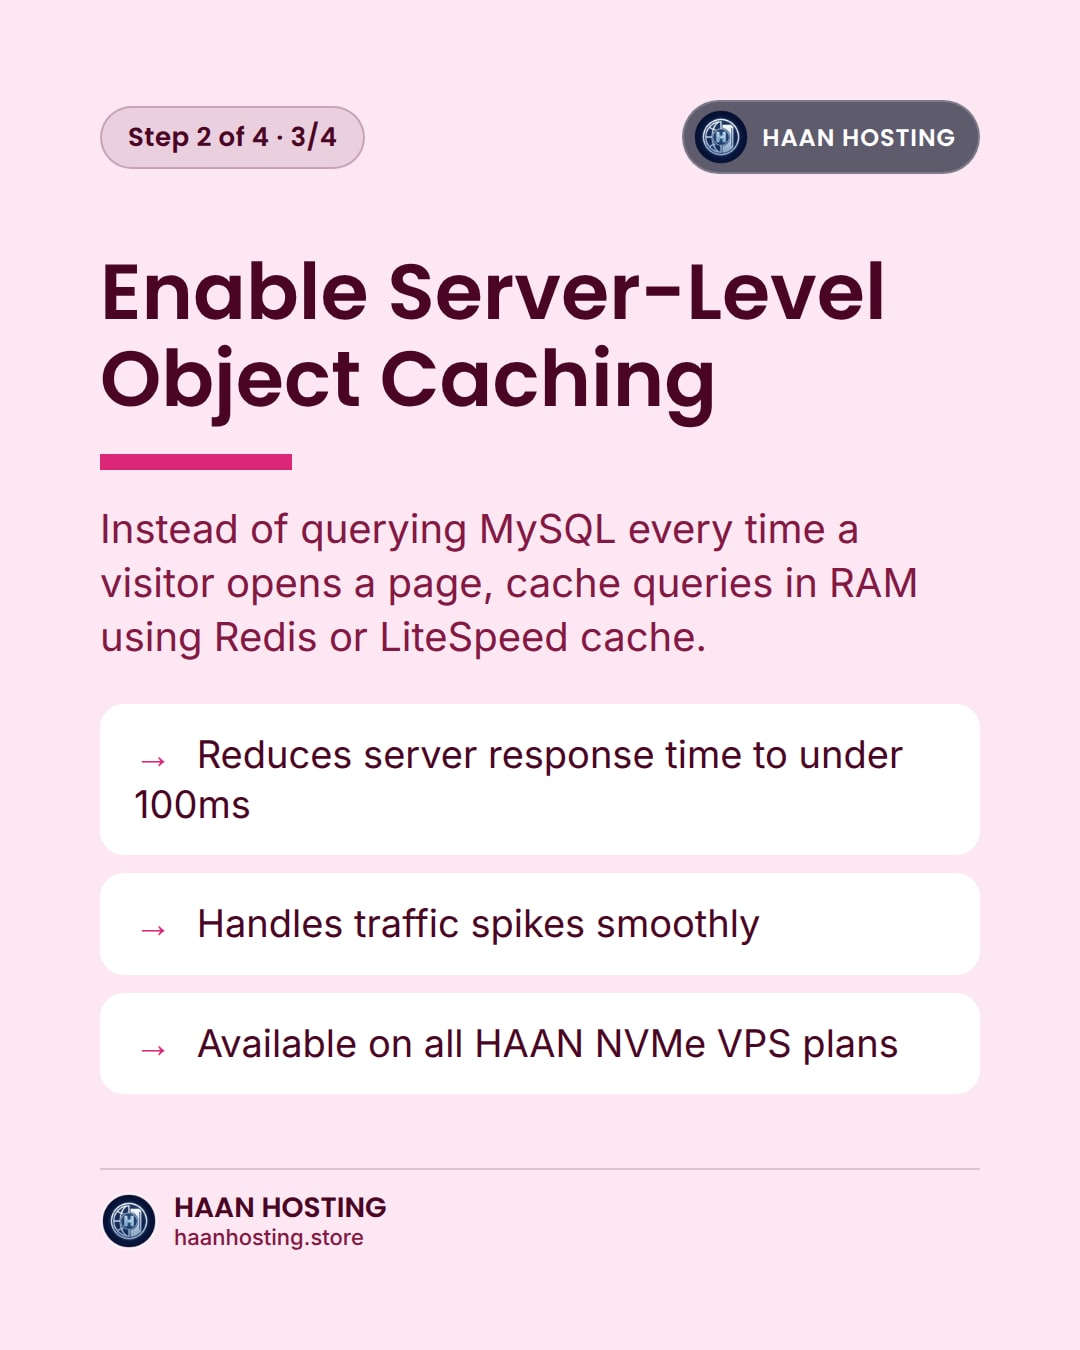 Step 2 of 4 · 3/4
HAAN HOSTING
Enable Server-Level
Object Caching
Instead of querying MySQL every time a
visitor opens a page, cache queries in RAM
using Redis or LiteSpeed cache.
→ Reduces server response time to under
100ms
→ Handles traffic spikes smoothly
→ Available on all HAAN NVMe VPS plans
HAAN HOSTING
haanhosting.store